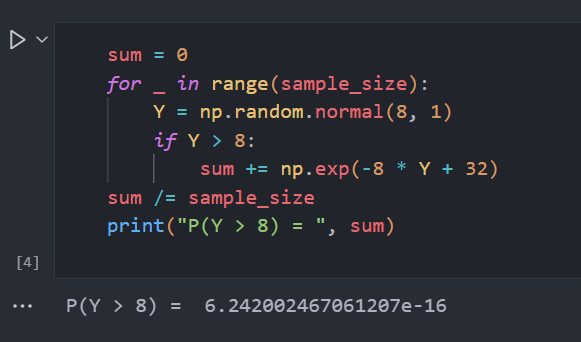 sum = 0
for _ in range(sample_size):
    Y = np.random.normal(8, 1)
    if Y > 8:
        sum += np.exp(-8 * Y + 32)
sum /= sample_size
print("P(Y > 8) = ", sum)
[4]
P(Y > 8) =  6.242002467061207e-16